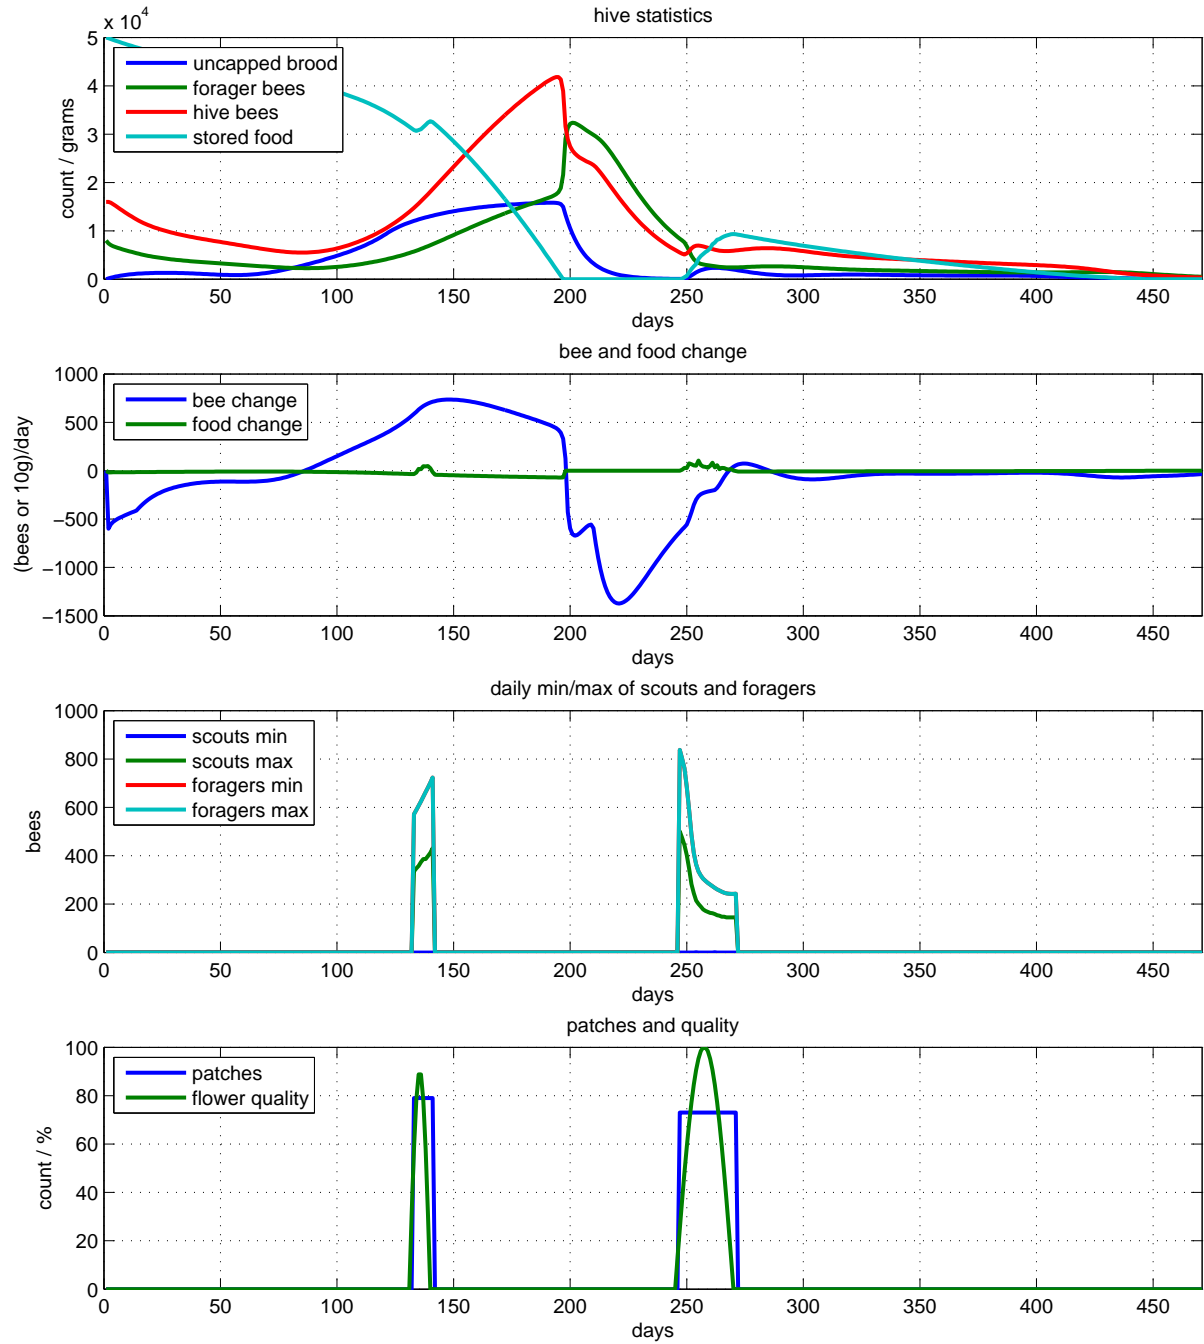 hive statistics
x 10^4
uncapped brood
forager bees
hive bees
stored food
count / grams
5
4
3
2
1
0
0 50 100 150 200 250 300 350 400 450
days
bee and food change
bee change
food change
(bees or 10g)/day
1000
500
0
−500
−1000
−1500
0 50 100 150 200 250 300 350 400 450
days
daily min/max of scouts and foragers
scouts min
scouts max
foragers min
foragers max
bees
1000
800
600
400
200
0
0 50 100 150 200 250 300 350 400 450
days
patches and quality
patches
flower quality
count / %
100
80
60
40
20
0
0 50 100 150 200 250 300 350 400 450
days